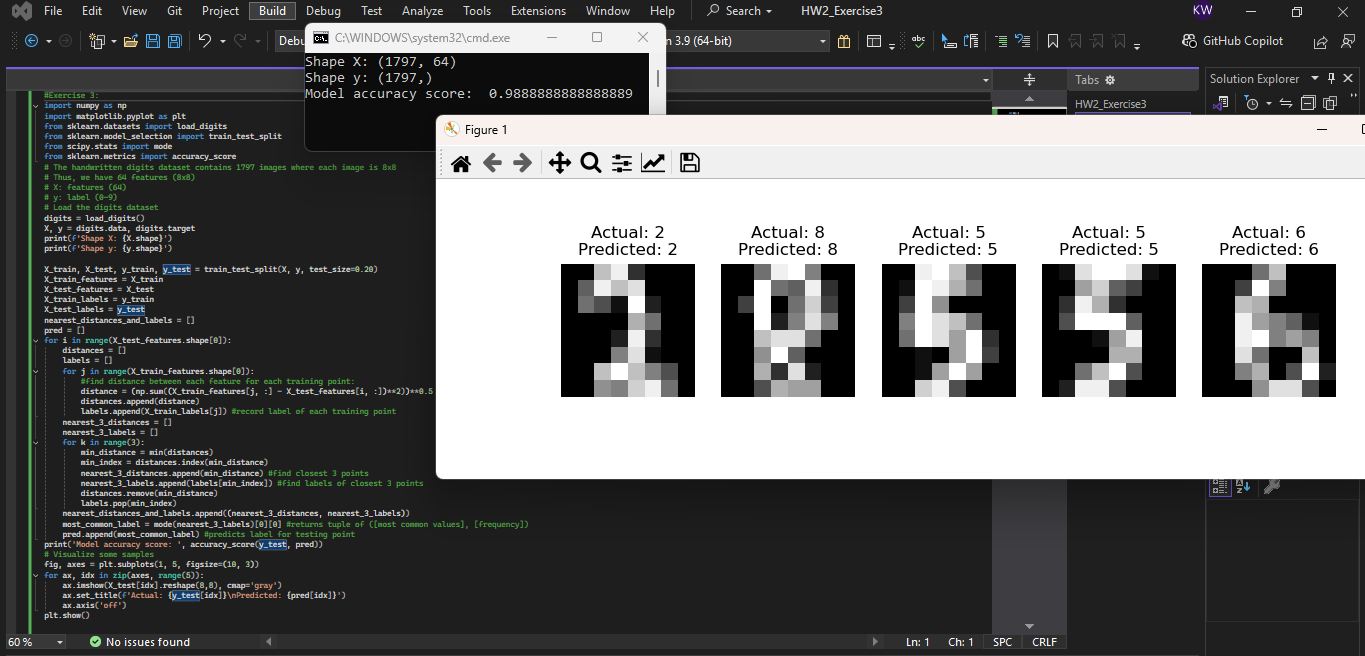 File Edit View Git Project Build Debug Test Analyze Tools Extensions Window Help Search HW2_Exercise3 KW
Debu
C:\WINDOWS\system32\cmd.exe
n 3.9 (64-bit)
GitHub Copilot
Shape X: (1797, 64)
Shape y: (1797,)
Model accuracy score:  0.9888888888888889
Tabs
HW2_Exercise3
Solution Explorer
#Exercise 3:
import numpy as np
import matplotlib.pyplot as plt
from sklearn.datasets import load_digits
from sklearn.model_selection import train_test_split
from scipy.stats import mode
from sklearn.metrics import accuracy_score
# The handwritten digits dataset contains 1797 images where each image is 8x8
# Thus, we have 64 features (8x8)
# X: features (64)
# y: label (0-9)
# Load the digits dataset
digits = load_digits()
X, y = digits.data, digits.target
print(f'Shape X: {X.shape}')
print(f'Shape y: {y.shape}')
X_train, X_test, y_train, y_test = train_test_split(X, y, test_size=0.20)
X_train_features = X_train
X_test_features = X_test
X_train_labels = y_train
X_test_labels = y_test
nearest_distances_and_labels = []
pred = []
for i in range(X_test_features.shape[0]):
    distances = []
    labels = []
    for j in range(X_train_features.shape[0]):
        #find distance between each feature for each training point:
        distance = (np.sum((X_train_features[j, :] - X_test_features[i, :])**2))**0.5
        distances.append(distance)
        labels.append(X_train_labels[j]) #record label of each training point
    nearest_3_distances = []
    nearest_3_labels = []
    for k in range(3):
        min_distance = min(distances)
        min_index = distances.index(min_distance)
        nearest_3_distances.append(min_distance) #find closest 3 points
        nearest_3_labels.append(labels[min_index]) #find labels of closest 3 points
        distances.remove(min_distance)
        labels.pop(min_index)
    nearest_distances_and_labels.append((nearest_3_distances, nearest_3_labels))
    most_common_label = mode(nearest_3_labels)[0][0] #returns tuple of ([most common values], [frequency])
    pred.append(most_common_label) #predicts label for testing point
print('Model accuracy score: ', accuracy_score(y_test, pred))
# Visualize some samples
fig, axes = plt.subplots(1, 5, figsize=(10, 3))
for ax, idx in zip(axes, range(5)):
    ax.imshow(X_test[idx].reshape(8,8), cmap='gray')
    ax.set_title(f'Actual: {y_test[idx]}\nPredicted: {pred[idx]}')
    ax.axis('off')
plt.show()
Figure 1
Actual: 2 Actual: 8 Actual: 5 Actual: 5 Actual: 6
Predicted: 2 Predicted: 8 Predicted: 5 Predicted: 5 Predicted: 6
60 % No issues found Ln: 1 Ch: 1 SPC CRLF